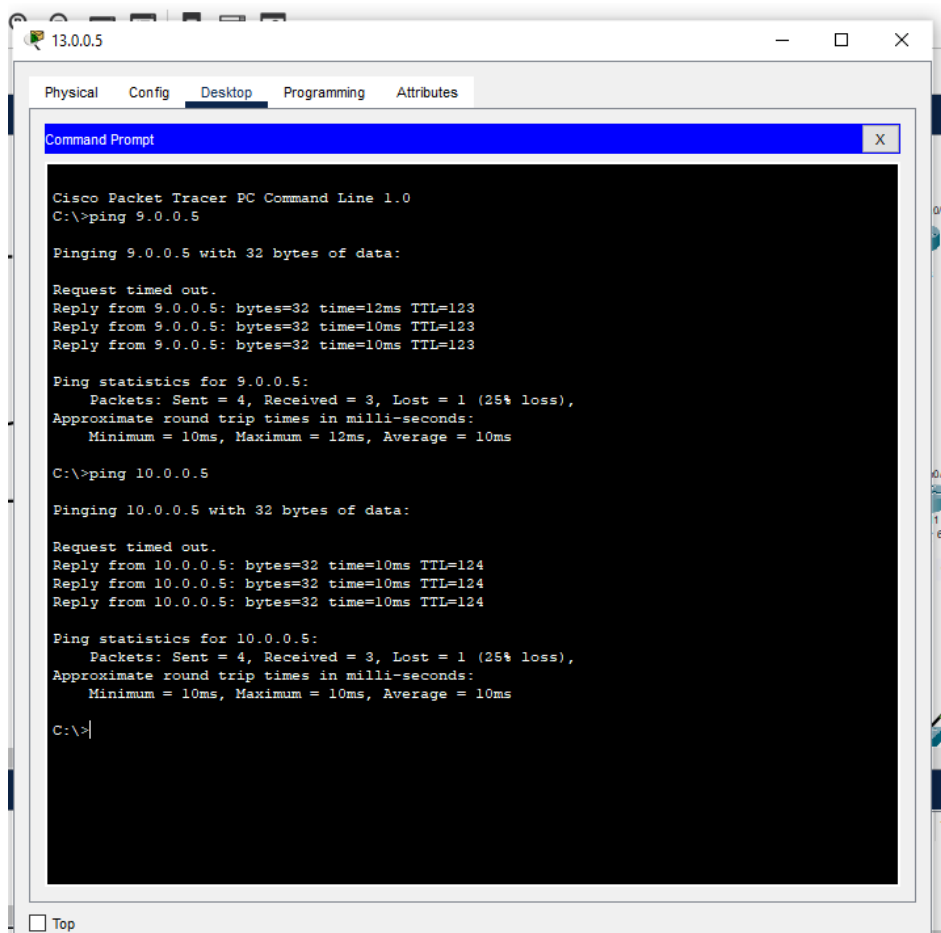 13.0.0.5
Physical Config Desktop Programming Attributes
Command Prompt
X
Cisco Packet Tracer PC Command Line 1.0
C:\>ping 9.0.0.5
Pinging 9.0.0.5 with 32 bytes of data:
Request timed out.
Reply from 9.0.0.5: bytes=32 time=12ms TTL=123
Reply from 9.0.0.5: bytes=32 time=10ms TTL=123
Reply from 9.0.0.5: bytes=32 time=10ms TTL=123
Ping statistics for 9.0.0.5:
Packets: Sent = 4, Received = 3, Lost = 1 (25% loss),
Approximate round trip times in milli-seconds:
Minimum = 10ms, Maximum = 12ms, Average = 10ms
C:\>ping 10.0.0.5
Pinging 10.0.0.5 with 32 bytes of data:
Request timed out.
Reply from 10.0.0.5: bytes=32 time=10ms TTL=124
Reply from 10.0.0.5: bytes=32 time=10ms TTL=124
Reply from 10.0.0.5: bytes=32 time=10ms TTL=124
Ping statistics for 10.0.0.5:
Packets: Sent = 4, Received = 3, Lost = 1 (25% loss),
Approximate round trip times in milli-seconds:
Minimum = 10ms, Maximum = 10ms, Average = 10ms
C:\>
Top